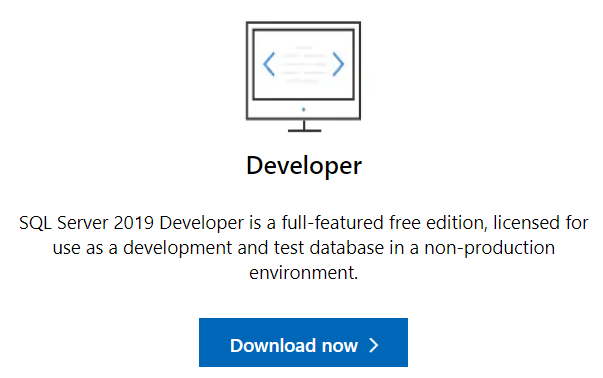 Developer
SQL Server 2019 Developer is a full-featured free edition, licensed for
use as a development and test database in a non-production
environment.
Download now